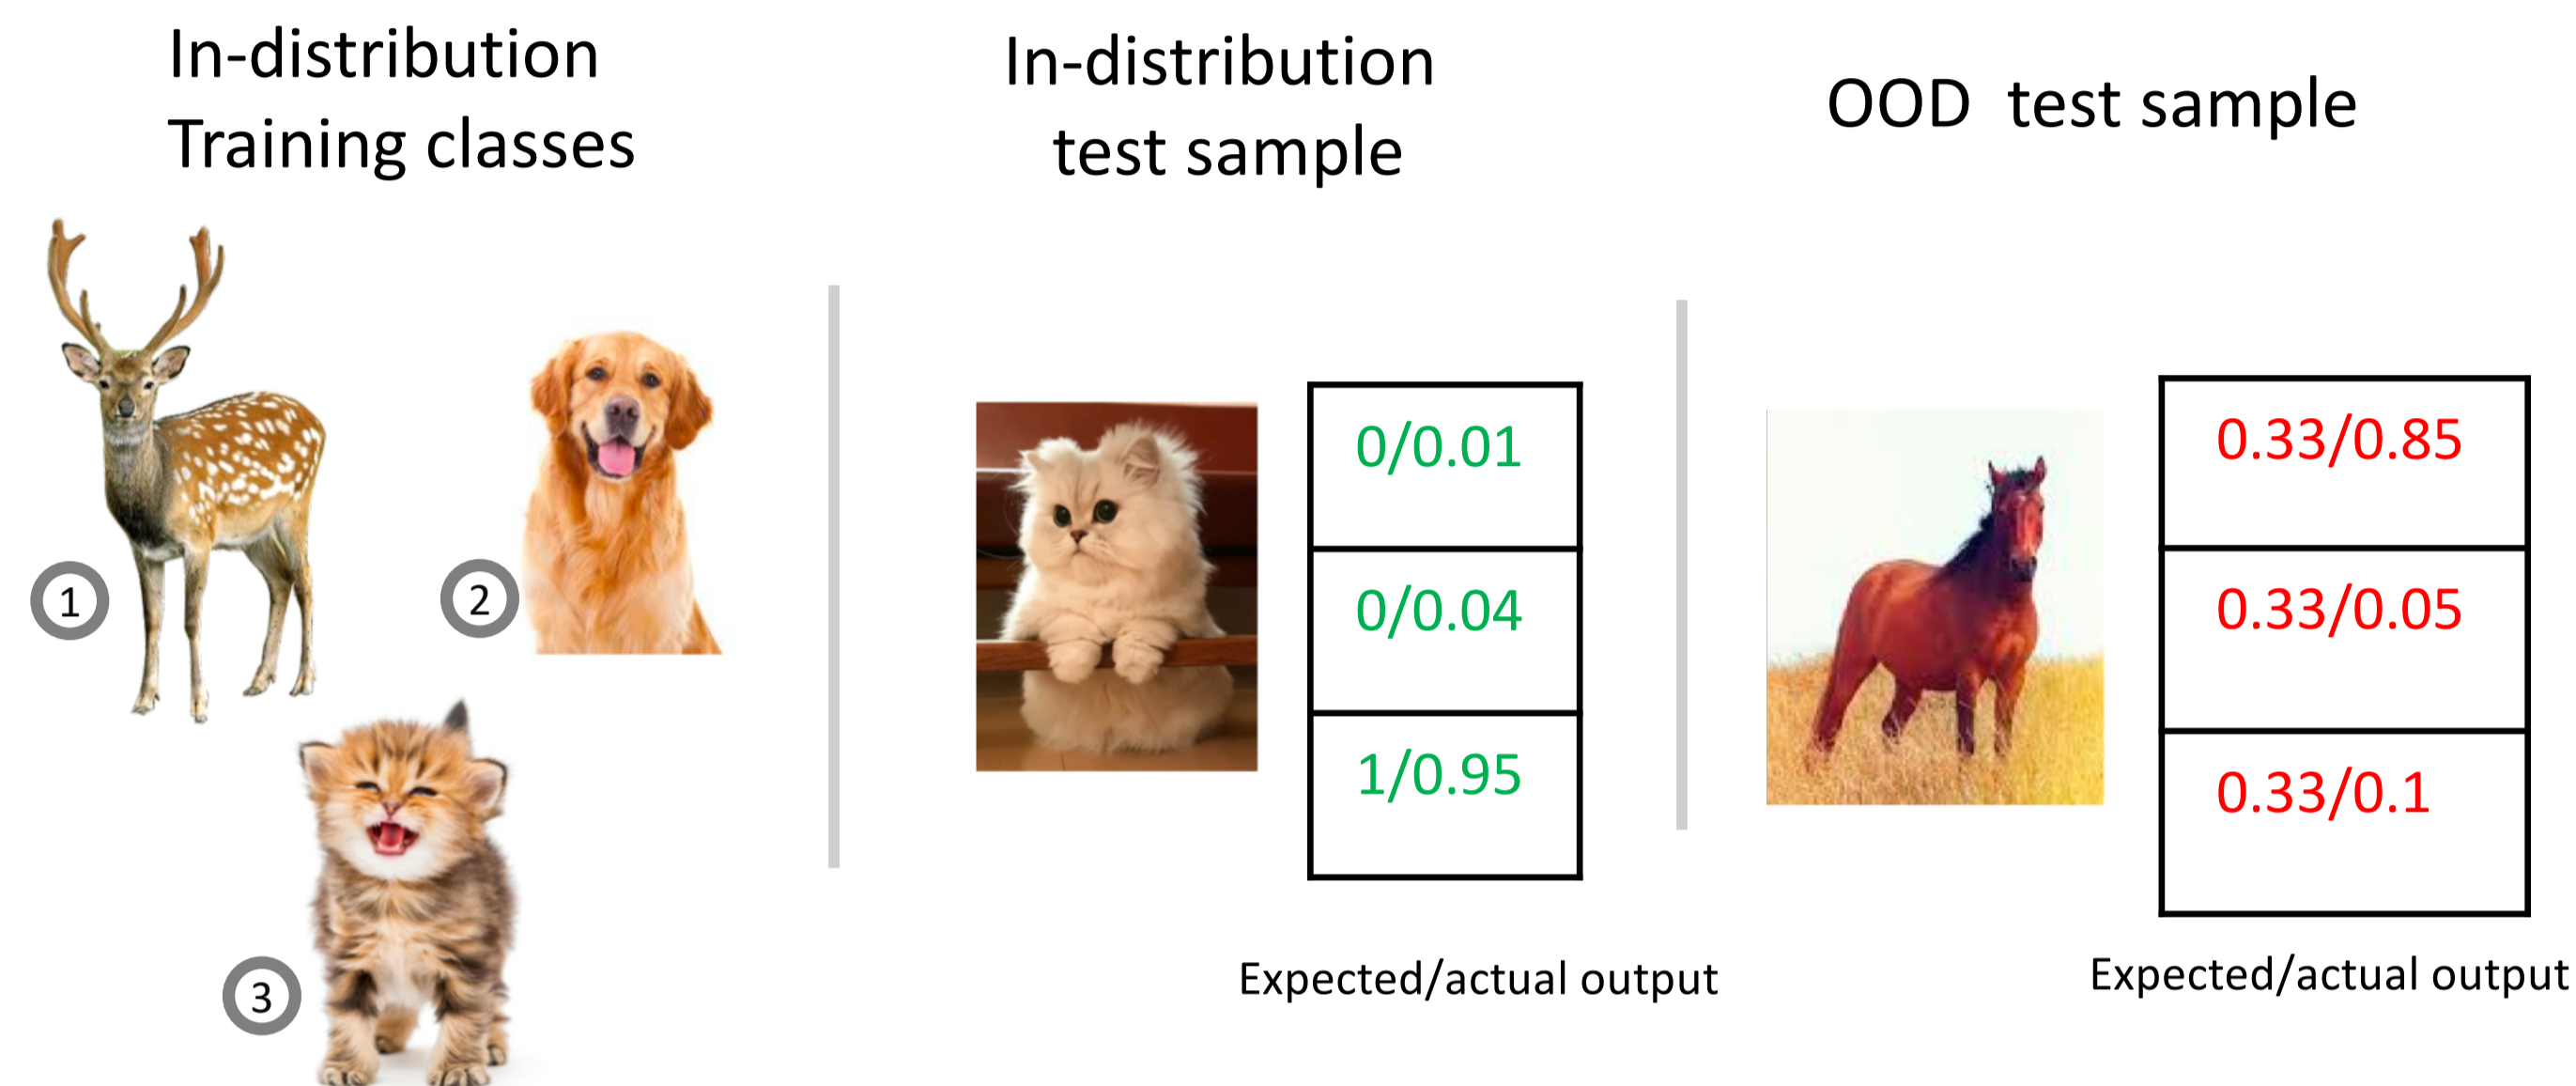 In-distribution
Training classes
1
2
3
In-distribution
test sample
0/0.01
0/0.04
1/0.95
Expected/actual output
OOD test sample
0.33/0.85
0.33/0.05
0.33/0.1
Expected/actual output